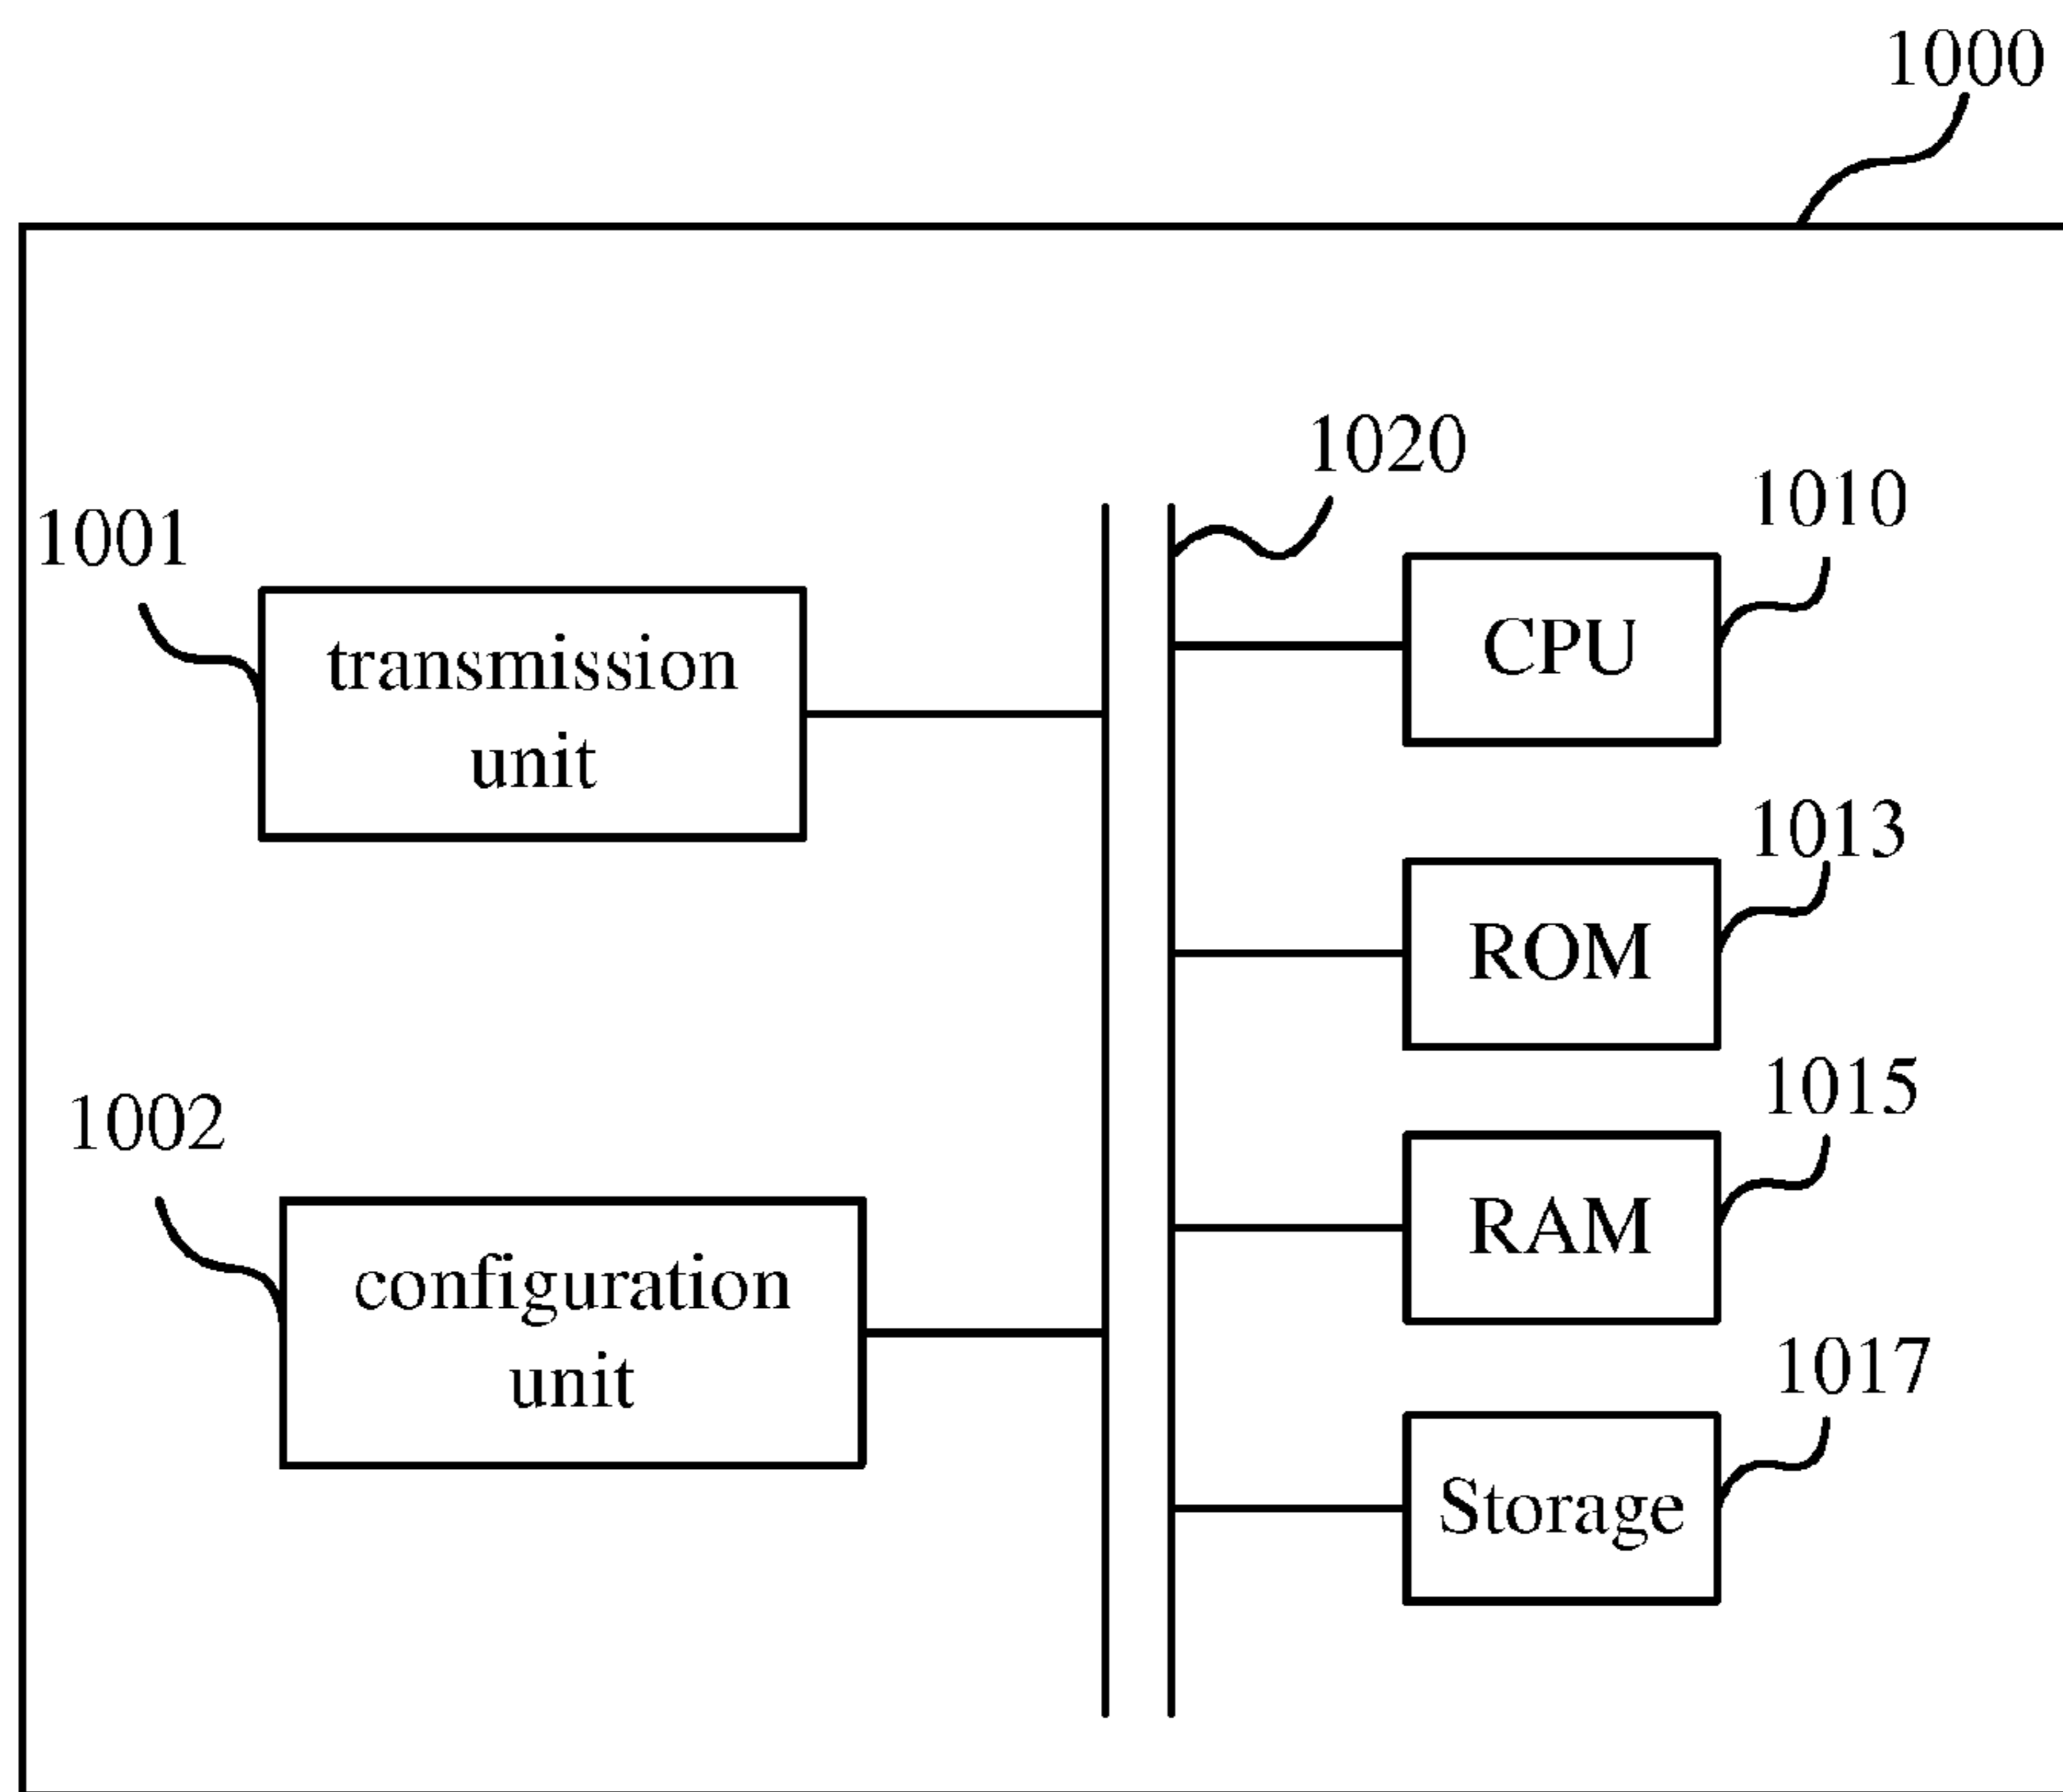 1000
1020
1010
1001
CPU
transmission
unit
1013
ROM
1015
1002
RAM
configuration
unit
1017
Storage